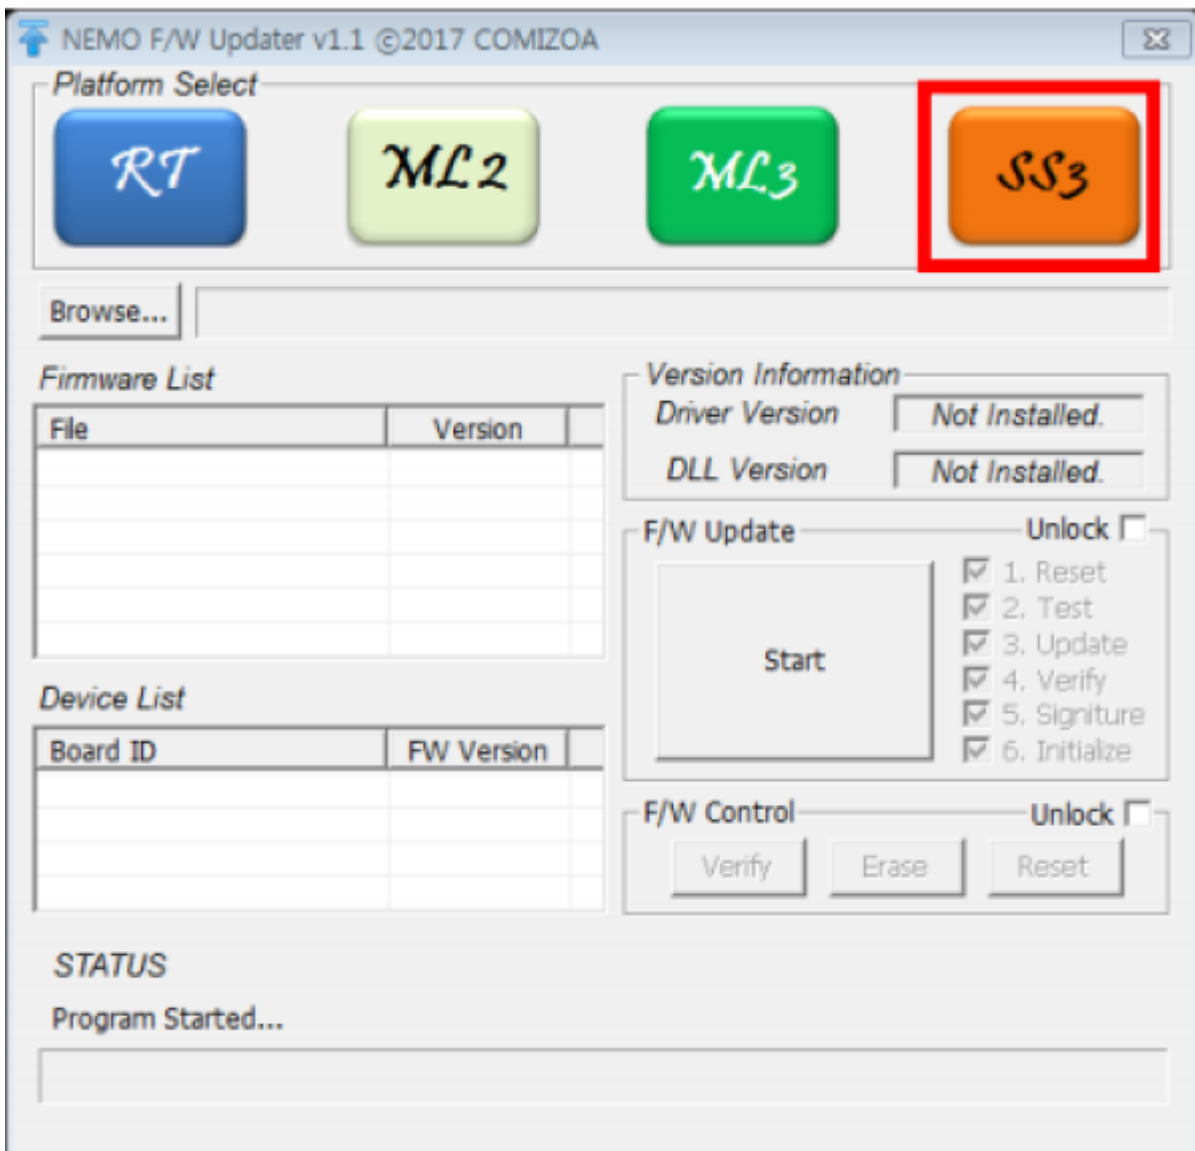 NEMO F/W Updater v1.1 ©2017 COMIZOA
Platform Select
RT ML2 ML3 SS3
Browse...
Firmware List
File Version
Version Information
Driver Version Not Installed.
DLL Version Not Installed.
F/W Update Unlock
Start
1. Reset
2. Test
3. Update
4. Verify
5. Signiture
6. Initialize
Device List
Board ID FW Version
F/W Control Unlock
Verify Erase Reset
STATUS
Program Started...